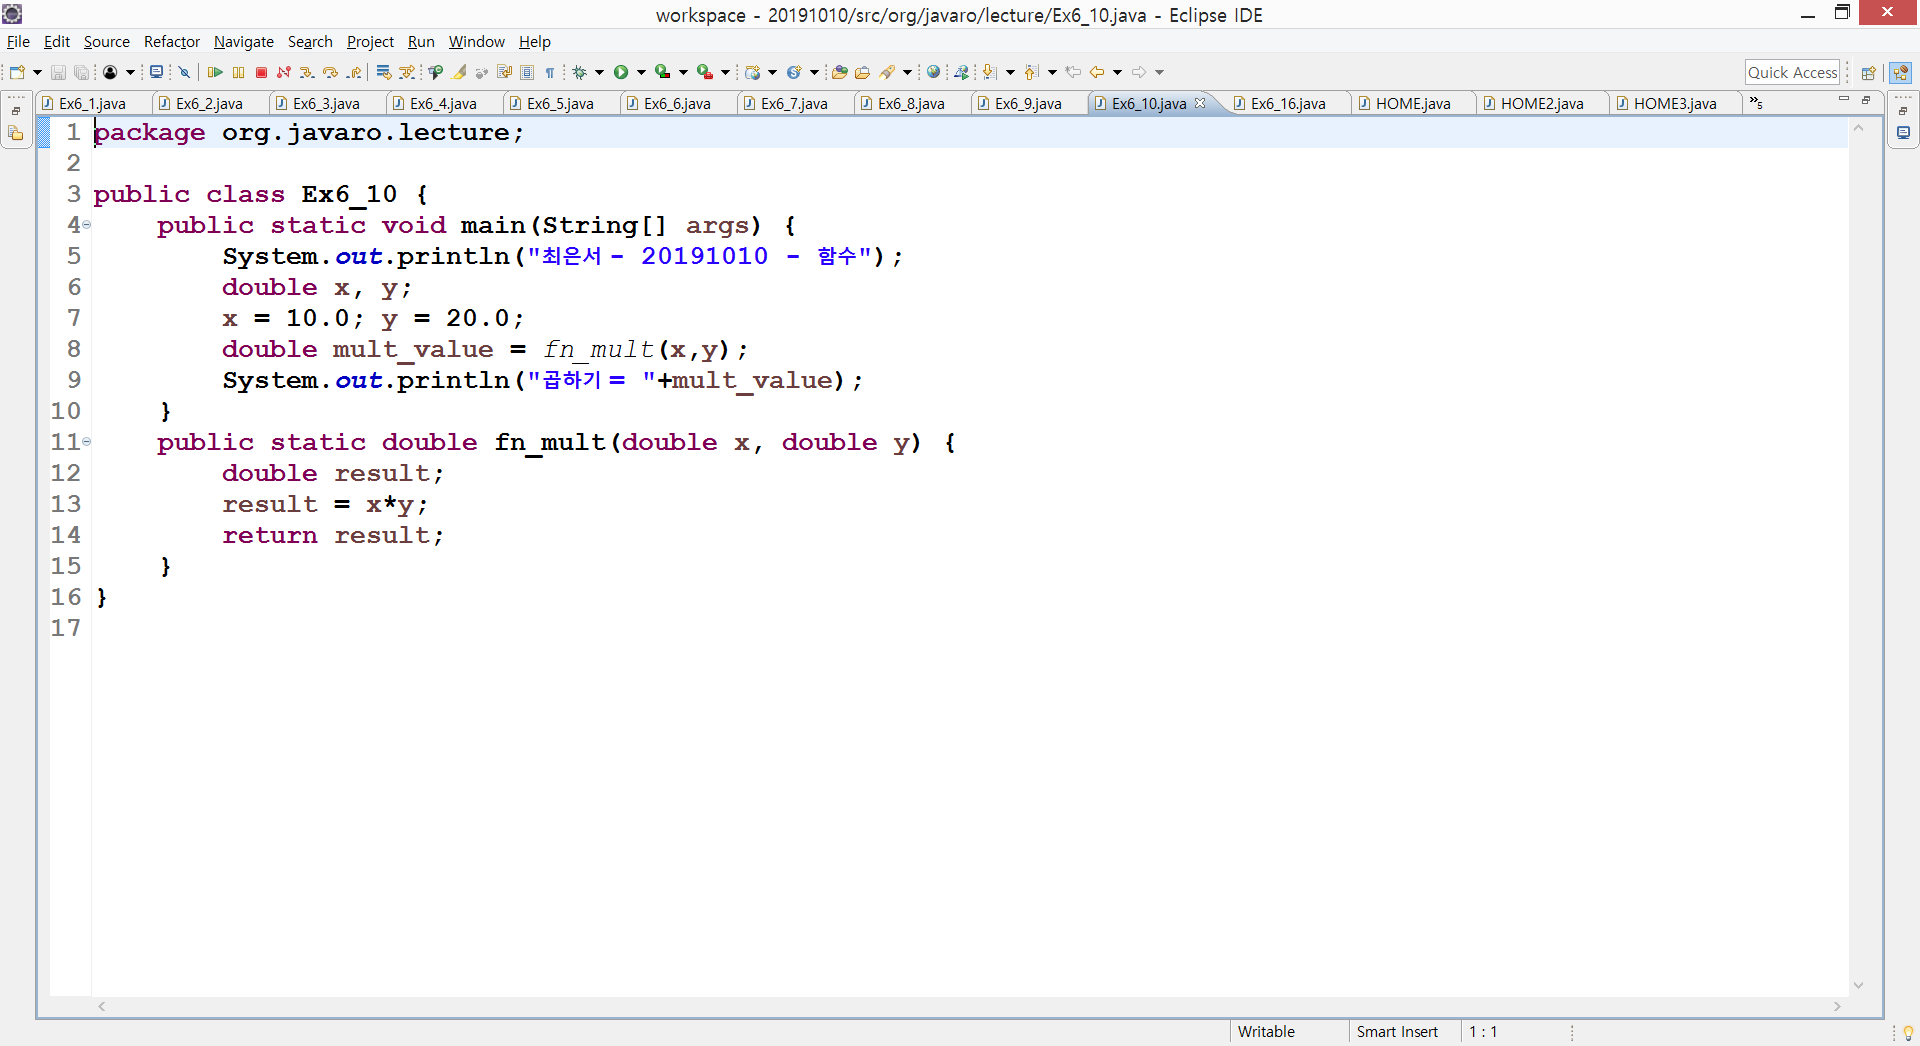 workspace - 20191010/src/org/javaro/lecture/Ex6_10.java - Eclipse IDE
File Edit Source Refactor Navigate Search Project Run Window Help
Quick Access
Ex6_1.java Ex6_2.java Ex6_3.java Ex6_4.java Ex6_5.java Ex6_6.java Ex6_7.java Ex6_8.java Ex6_9.java Ex6_10.java Ex6_16.java HOME.java HOME2.java HOME3.java »5
1 package org.javaro.lecture;
2
3 public class Ex6_10 {
4 public static void main(String[] args) {
5 System.out.println("최은서 - 20191010 - 함수");
6 double x, y;
7 x = 10.0; y = 20.0;
8 double mult_value = fn_mult(x,y);
9 System.out.println("곱하기 = "+mult_value);
10 }
11 public static double fn_mult(double x, double y) {
12 double result;
13 result = x*y;
14 return result;
15 }
16 }
17
Writable Smart Insert 1 : 1